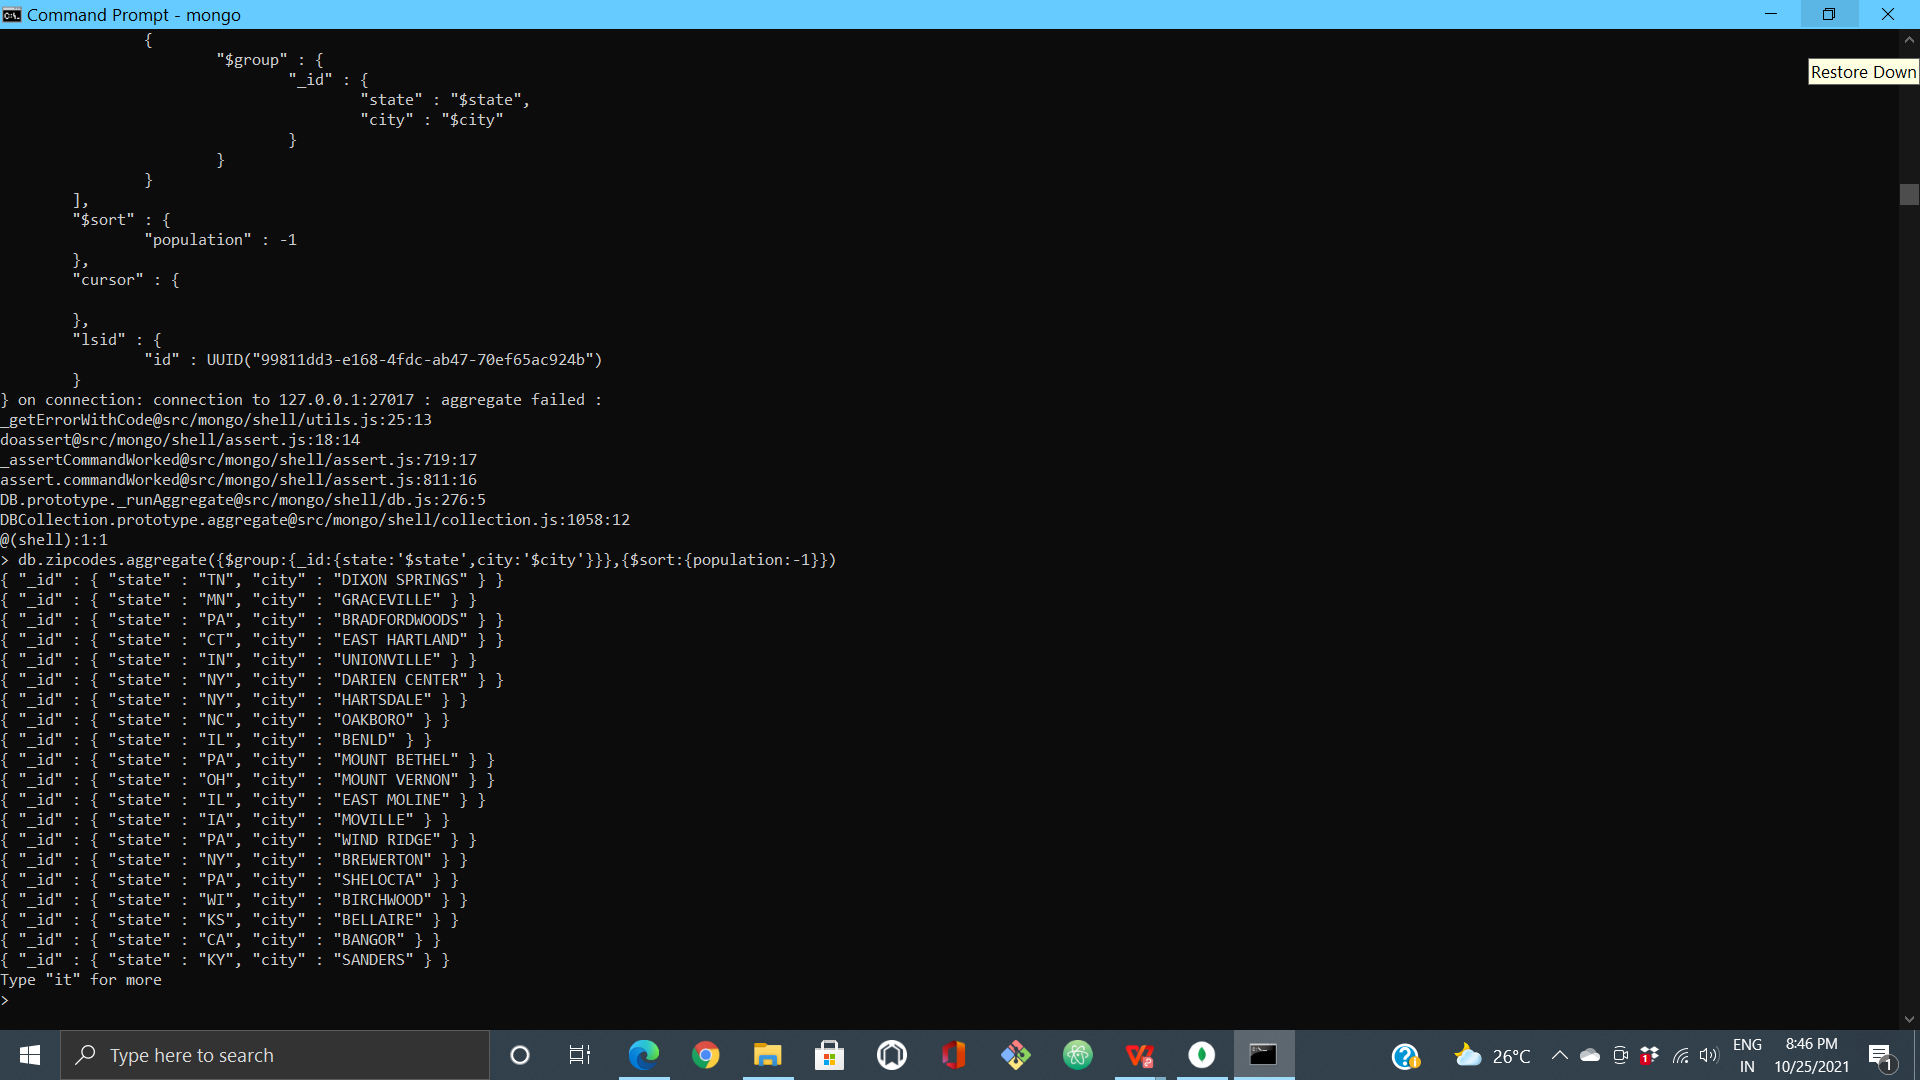 Command Prompt - mongo
{
"$group" : {
"_id" : {
"state" : "$state",
"city" : "$city"
}
}
}
],
"$sort" : {
"population" : -1
},
"cursor" : {
},
"lsid" : {
"id" : UUID("99811dd3-e168-4fdc-ab47-70ef65ac924b")
}
} on connection: connection to 127.0.0.1:27017 : aggregate failed :
_getErrorWithCode@src/mongo/shell/utils.js:25:13
doassert@src/mongo/shell/assert.js:18:14
_assertCommandWorked@src/mongo/shell/assert.js:719:17
assert.commandWorked@src/mongo/shell/assert.js:811:16
DB.prototype._runAggregate@src/mongo/shell/db.js:276:5
DBCollection.prototype.aggregate@src/mongo/shell/collection.js:1058:12
@(shell):1:1
> db.zipcodes.aggregate({$group:{_id:{state:'$state',city:'$city'}}},{$sort:{population:-1}})
{ "_id" : { "state" : "TN", "city" : "DIXON SPRINGS" } }
{ "_id" : { "state" : "MN", "city" : "GRACEVILLE" } }
{ "_id" : { "state" : "PA", "city" : "BRADFORDWOODS" } }
{ "_id" : { "state" : "CT", "city" : "EAST HARTLAND" } }
{ "_id" : { "state" : "IN", "city" : "UNIONVILLE" } }
{ "_id" : { "state" : "NY", "city" : "DARIEN CENTER" } }
{ "_id" : { "state" : "NY", "city" : "HARTSDALE" } }
{ "_id" : { "state" : "NC", "city" : "OAKBORO" } }
{ "_id" : { "state" : "IL", "city" : "BENLD" } }
{ "_id" : { "state" : "PA", "city" : "MOUNT BETHEL" } }
{ "_id" : { "state" : "OH", "city" : "MOUNT VERNON" } }
{ "_id" : { "state" : "IL", "city" : "EAST MOLINE" } }
{ "_id" : { "state" : "IA", "city" : "MOVILLE" } }
{ "_id" : { "state" : "PA", "city" : "WIND RIDGE" } }
{ "_id" : { "state" : "NY", "city" : "BREWERTON" } }
{ "_id" : { "state" : "PA", "city" : "SHELOCTA" } }
{ "_id" : { "state" : "WI", "city" : "BIRCHWOOD" } }
{ "_id" : { "state" : "KS", "city" : "BELLAIRE" } }
{ "_id" : { "state" : "CA", "city" : "BANGOR" } }
{ "_id" : { "state" : "KY", "city" : "SANDERS" } }
Type "it" for more
>
Restore Down
Type here to search
26°C
ENG
IN
8:46 PM
10/25/2021
1